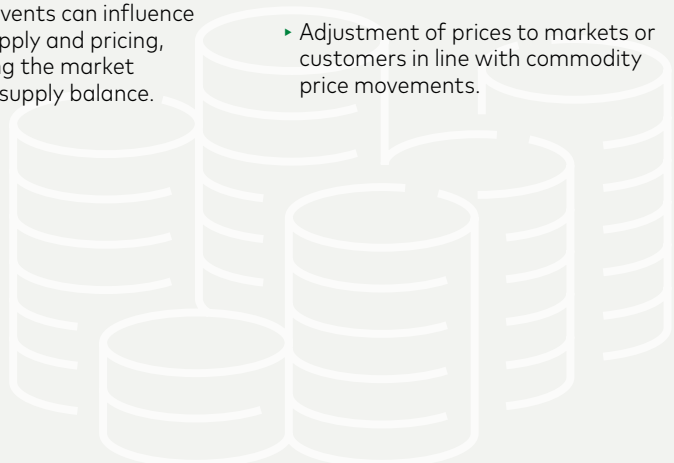 vents can influence
pply and pricing,
ng the market
supply balance.
▸ Adjustment of prices to markets or
customers in line with commodity
price movements.